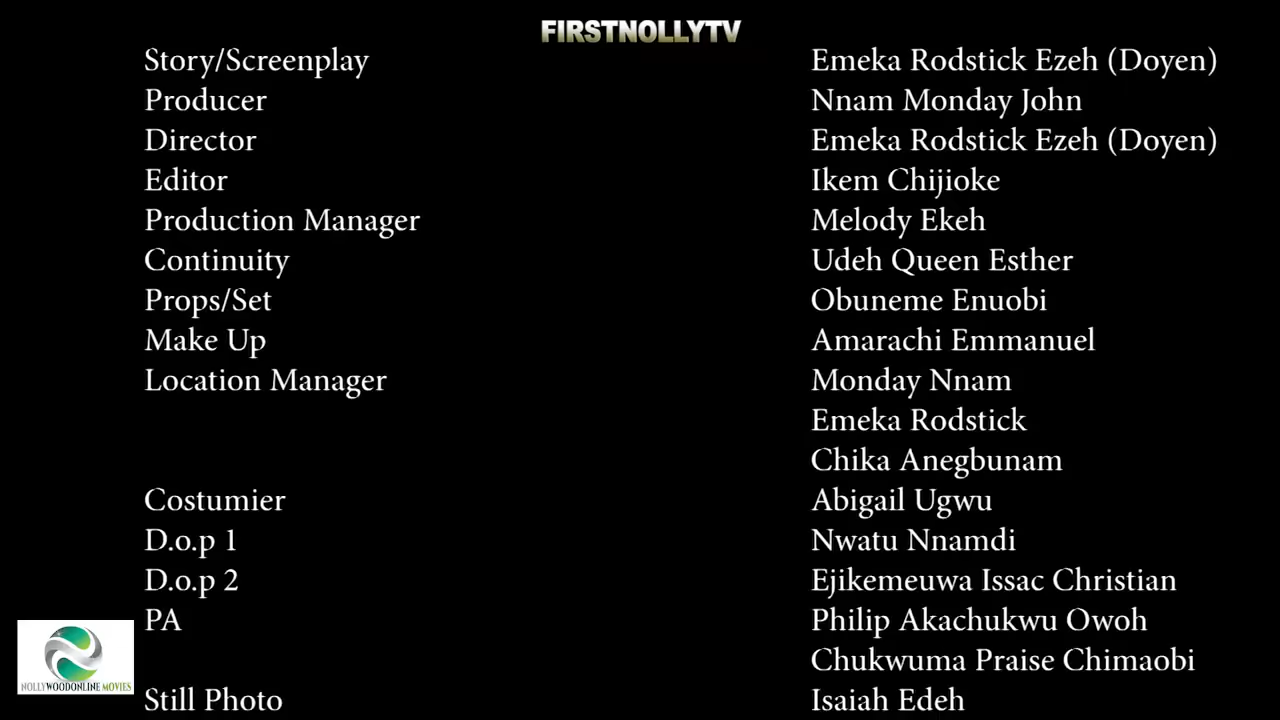 FIRSTNOLLYTV
Story/Screenplay Emeka Rodstick Ezeh (Doyen)
Producer Nnam Monday John
Director Emeka Rodstick Ezeh (Doyen)
Editor Ikem Chijioke
Production Manager Melody Ekeh
Continuity Udeh Queen Esther
Props/Set Obuneme Enuobi
Make Up Amarachi Emmanuel
Location Manager Monday Nnam
Emeka Rodstick
Chika Anegbunam
Costumier Abigail Ugwu
D.o.p 1 Nwatu Nnamdi
D.o.p 2 Ejikemeuwa Issac Christian
PA Philip Akachukwu Owoh
Chukwuma Praise Chimaobi
NOLLYWOODONLINE MOVIES
Still Photo Isaiah Edeh